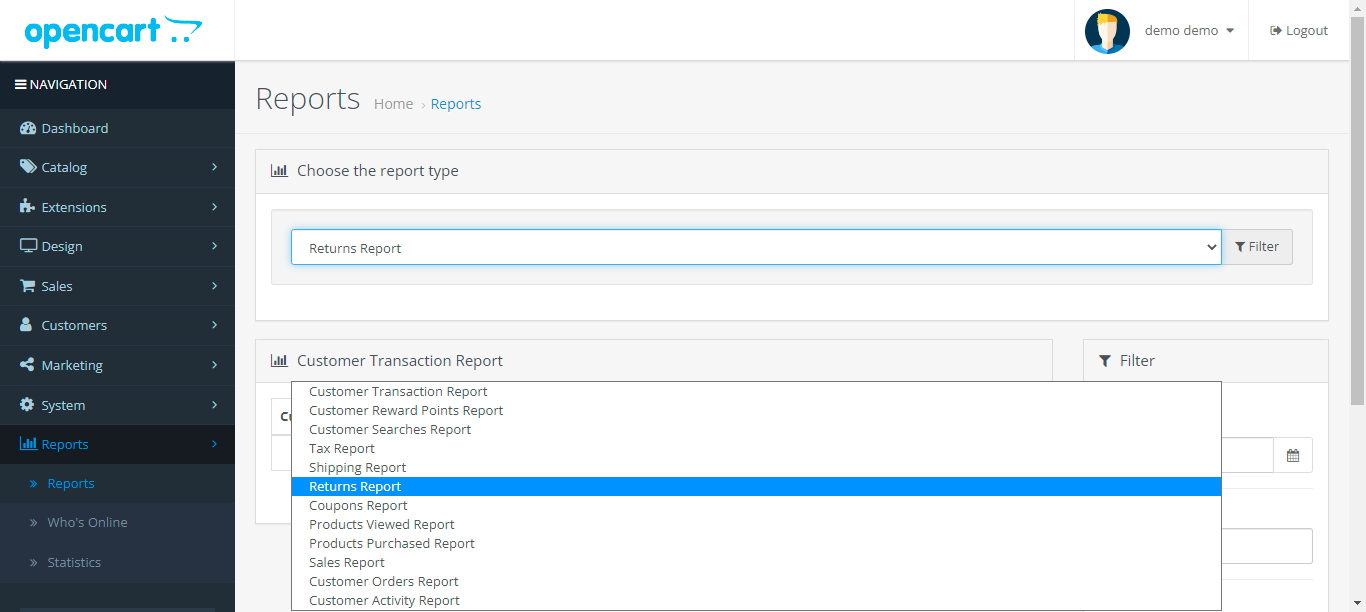 opencart
demo demo
Logout
NAVIGATION
Dashboard
Catalog
Extensions
Design
Sales
Customers
Marketing
System
Reports
» Reports
» Who's Online
» Statistics
Reports Home › Reports
Choose the report type
Returns Report
Filter
Customer Transaction Report
Filter
Customer Transaction Report
Customer Reward Points Report
Customer Searches Report
Tax Report
Shipping Report
Returns Report
Coupons Report
Products Viewed Report
Products Purchased Report
Sales Report
Customer Orders Report
Customer Activity Report